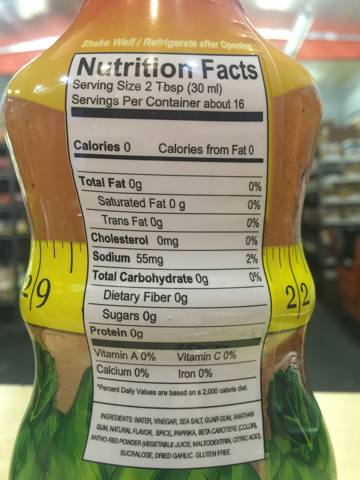 Shake Well / Refrigerate after Opening
Nutrition Facts
Serving Size 2 Tbsp (30 ml)
Servings Per Container about 16
Calories 0 Calories from Fat 0
Total Fat 0g 0%
Saturated Fat 0 g 0%
Trans Fat 0g 0%
Cholesterol 0mg 0%
Sodium 55mg 2%
Total Carbohydrate 0g 0%
Dietary Fiber 0g
Sugars 0g
Protein 0g
Vitamin A 0% Vitamin C 0%
Calcium 0% Iron 0%
*Percent Daily Values are based on a 2,000 calorie diet.
INGREDIENTS: WATER, VINEGAR, SEA SALT, GUAR GUM, XANTHAN
GUM, NATURAL FLAVOR, SPICE, PAPRIKA, BETA CAROTENE (COLOR),
ANTHO-RED POWDER (VEGETABLE JUICE, MALTODEXTRIN, CITRIC ACID),
SUCRALOSE, DRIED GARLIC. GLUTEN FREE.
29
22